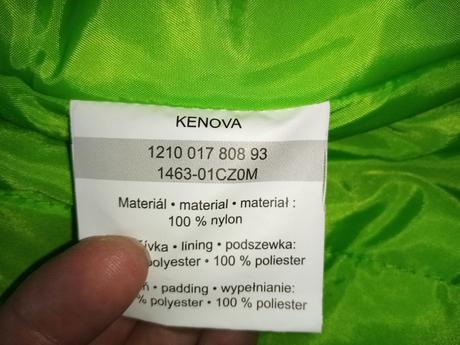 KENOVA
1210 017 808 93
1463-01CZ0M
Materiál • material • materiał :
100 % nylon
ívka • lining • podszewka:
polyester • 100 % poliester
• padding • wypełnianie:
% polyester • 100 % poliester